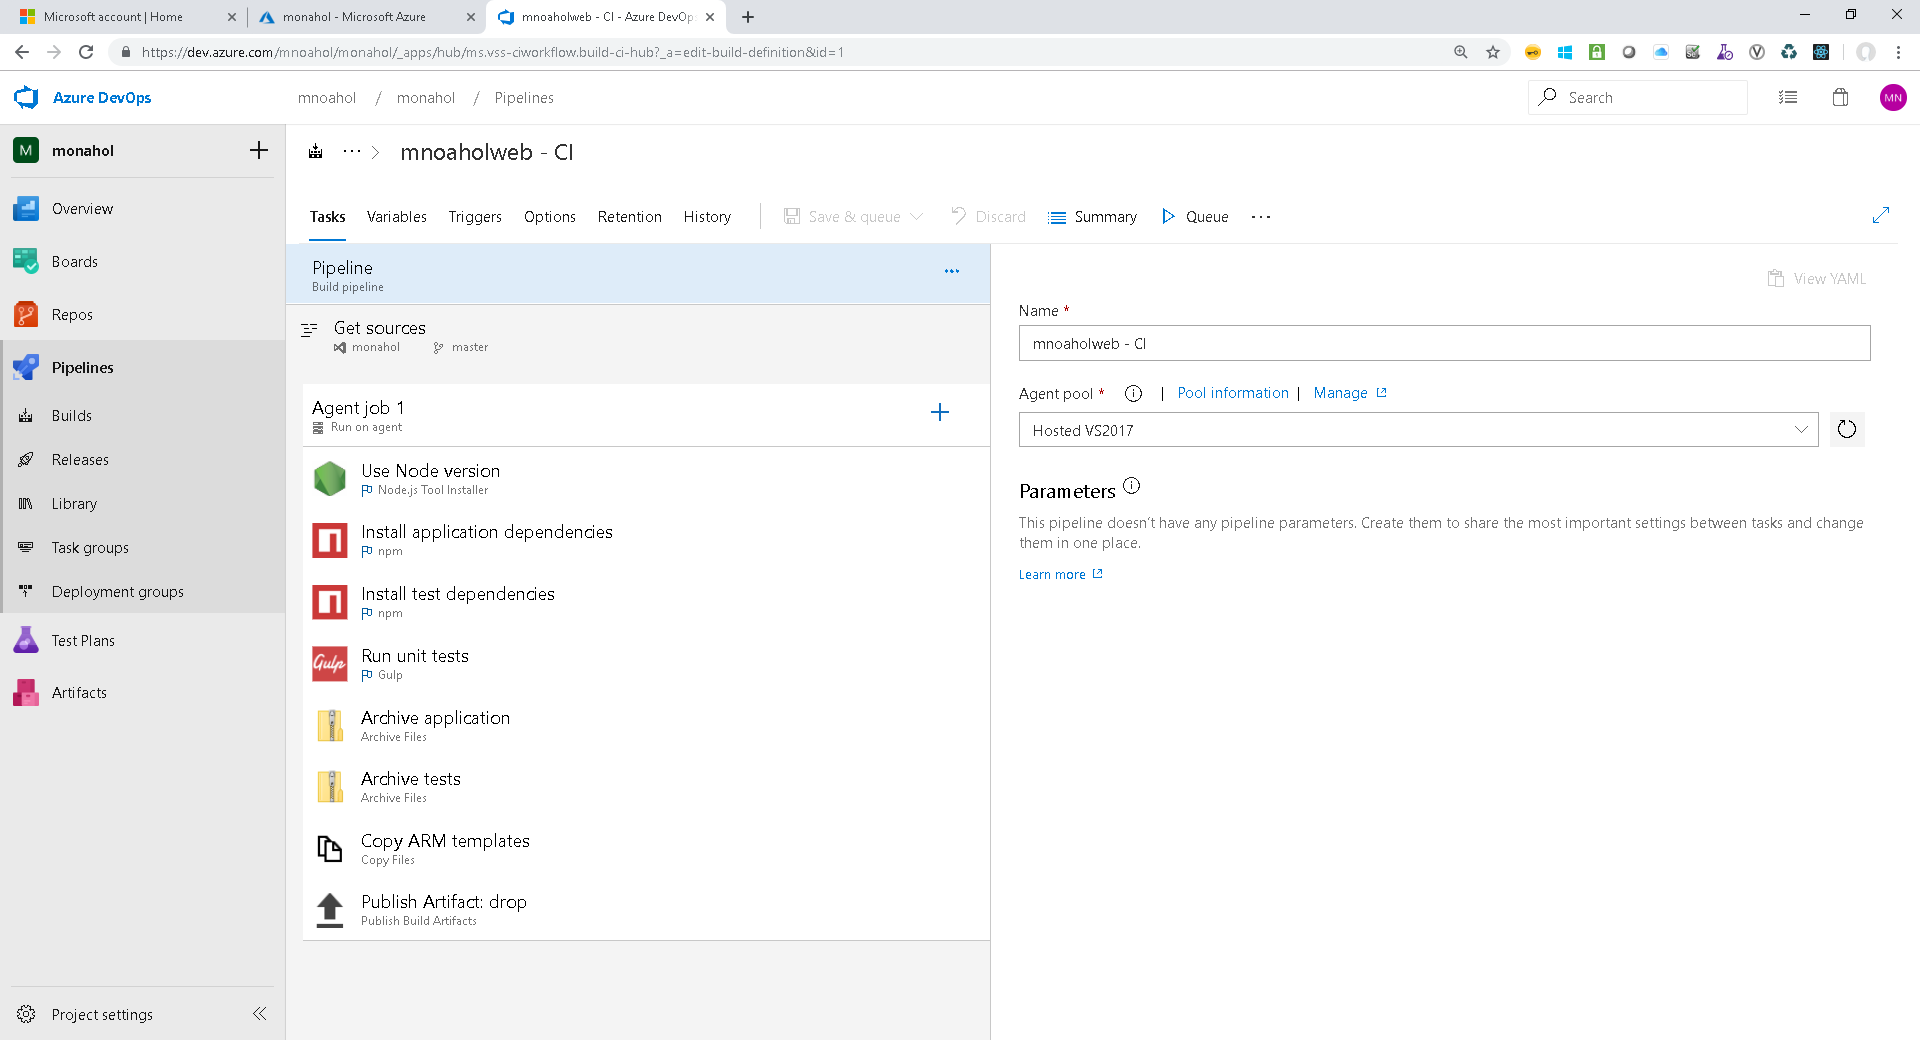 Microsoft account | Home
monahol - Microsoft Azure
mnoaholweb - CI - Azure DevOp
https://dev.azure.com/mnoahol/monahol/_apps/hub/ms.vss-ciworkflow.build-ci-hub?_a=edit-build-definition&id=1
Azure DevOps
mnoahol / monahol / Pipelines
Search
MN
M monahol
mnoaholweb - CI
Overview
Boards
Repos
Pipelines
Builds
Releases
Library
Task groups
Deployment groups
Test Plans
Artifacts
Project settings
Tasks Variables Triggers Options Retention History Save & queue Discard Summary Queue
Pipeline
Build pipeline
Get sources
monahol master
Agent job 1
Run on agent
Use Node version
Node.js Tool Installer
Install application dependencies
npm
Install test dependencies
npm
Gulp
Run unit tests
Gulp
Archive application
Archive Files
Archive tests
Archive Files
Copy ARM templates
Copy Files
Publish Artifact: drop
Publish Build Artifacts
View YAML
Name *
mnoaholweb - CI
Agent pool * | Pool information | Manage
Hosted VS2017
Parameters
This pipeline doesn't have any pipeline parameters. Create them to share the most important settings between tasks and change
them in one place.
Learn more